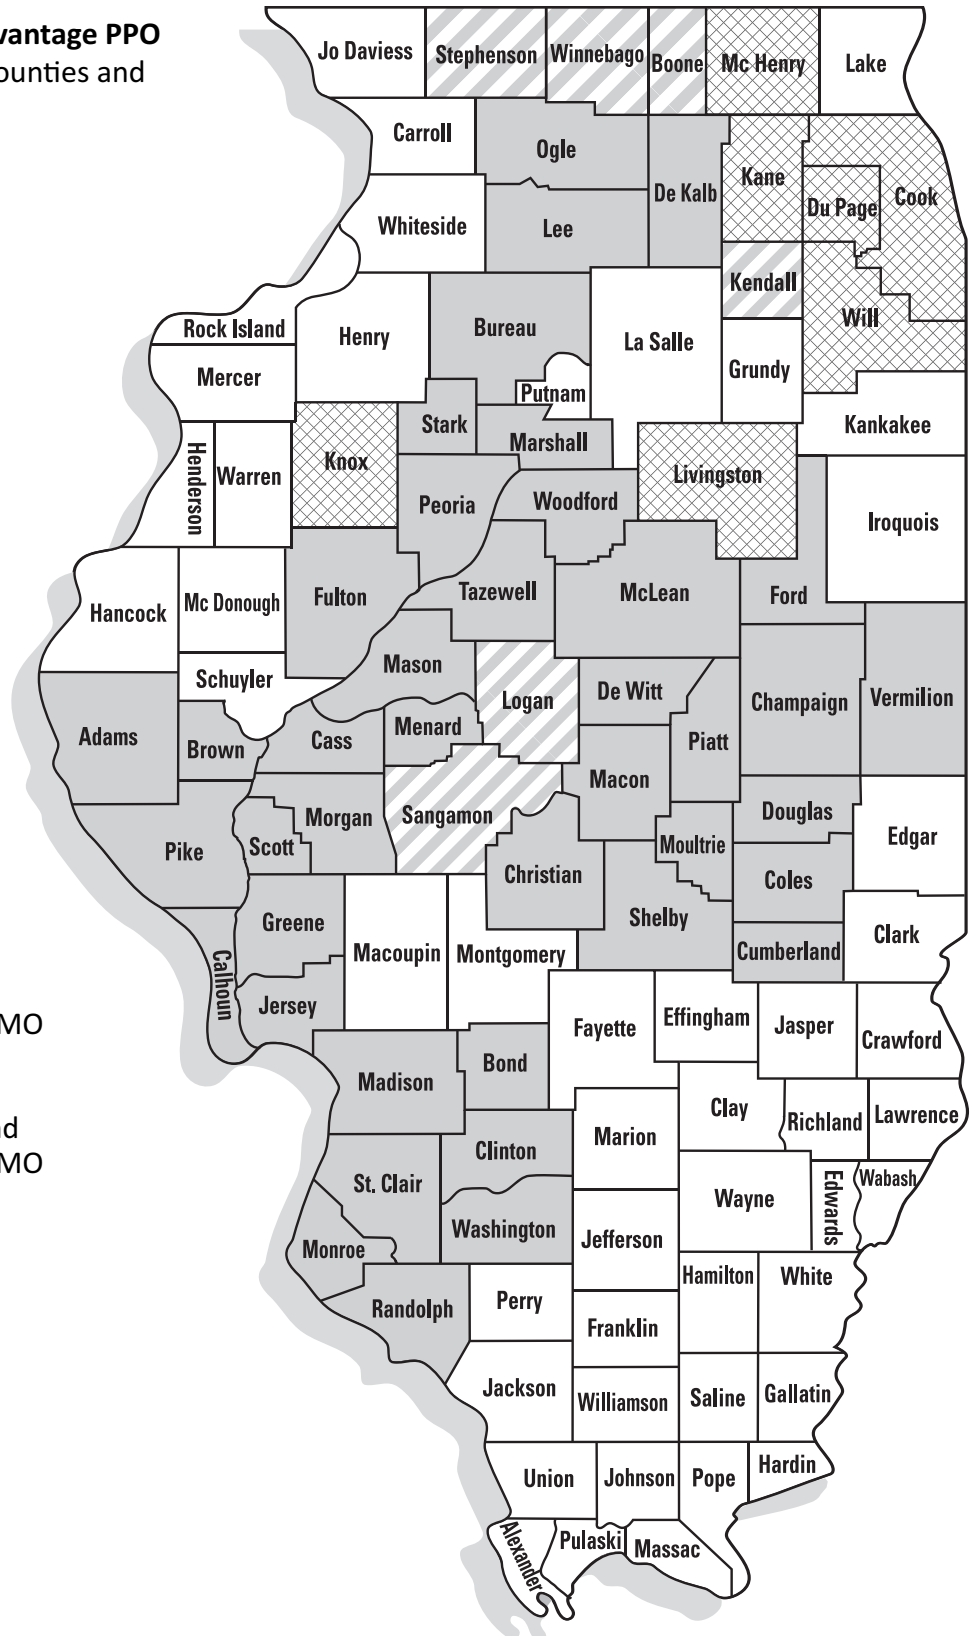 vantage PPO
ounties and
MO
nd
MO
Jo Daviess
Stephenson
Winnebago
Boone
Mc Henry
Lake
Carroll
Ogle
De Kalb
Kane
Du Page
Cook
Whiteside
Lee
Kendall
Will
Rock Island
Henry
Bureau
La Salle
Grundy
Mercer
Putnam
Kankakee
Henderson
Warren
Knox
Stark
Marshall
Livingston
Peoria
Woodford
Iroquois
Hancock
Mc Donough
Fulton
Tazewell
McLean
Ford
Schuyler
Mason
Logan
De Witt
Champaign
Vermilion
Adams
Brown
Cass
Menard
Piatt
Macon
Pike
Scott
Morgan
Sangamon
Christian
Moultrie
Douglas
Edgar
Coles
Shelby
Greene
Macoupin
Montgomery
Cumberland
Clark
Calhoun
Jersey
Fayette
Effingham
Jasper
Crawford
Madison
Bond
Clay
Richland
Lawrence
Marion
Clinton
St. Clair
Wayne
Edwards
Wabash
Washington
Monroe
Jefferson
Hamilton
White
Randolph
Perry
Franklin
Jackson
Williamson
Saline
Gallatin
Union
Johnson
Pope
Hardin
Alexander
Pulaski
Massac